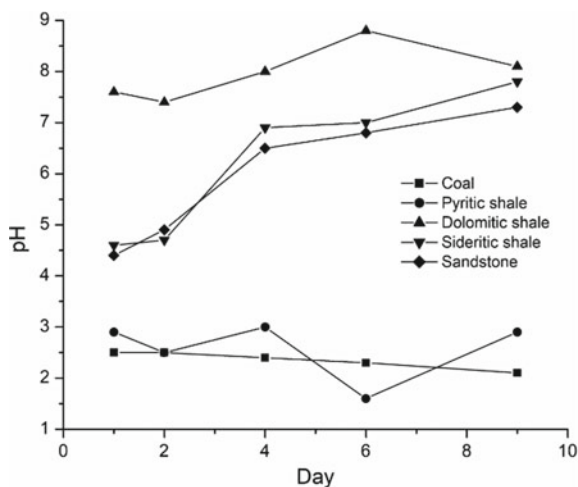 9
8
7
6
5
4
3
2
1
pH
Coal
Pyritic shale
Dolomitic shale
Sideritic shale
Sandstone
0 2 4 6 8 10
Day